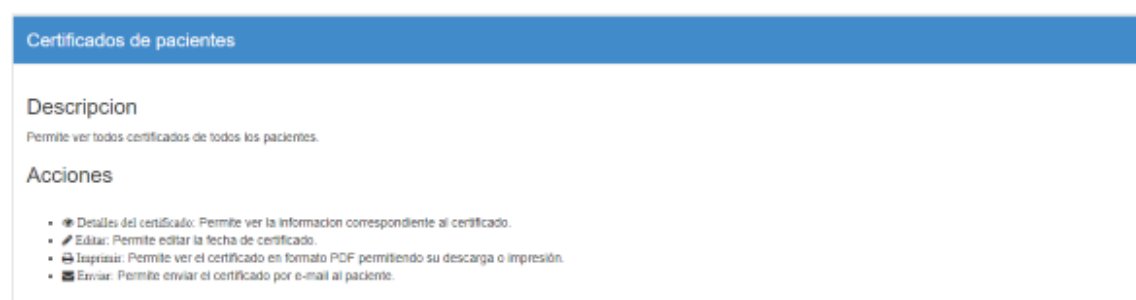 Certificados de pacientes
Descripcion
Permite ver todos certificados de todos los pacientes.
Acciones
Detalles del certificado: Permite ver la informacion correspondiente al certificado.
Editar: Permite editar la fecha de certificado.
Imprimir: Permite ver el certificado en formato PDF permitiendo su descarga o impresión.
Enviar: Permite enviar el certificado por e-mail al paciente.